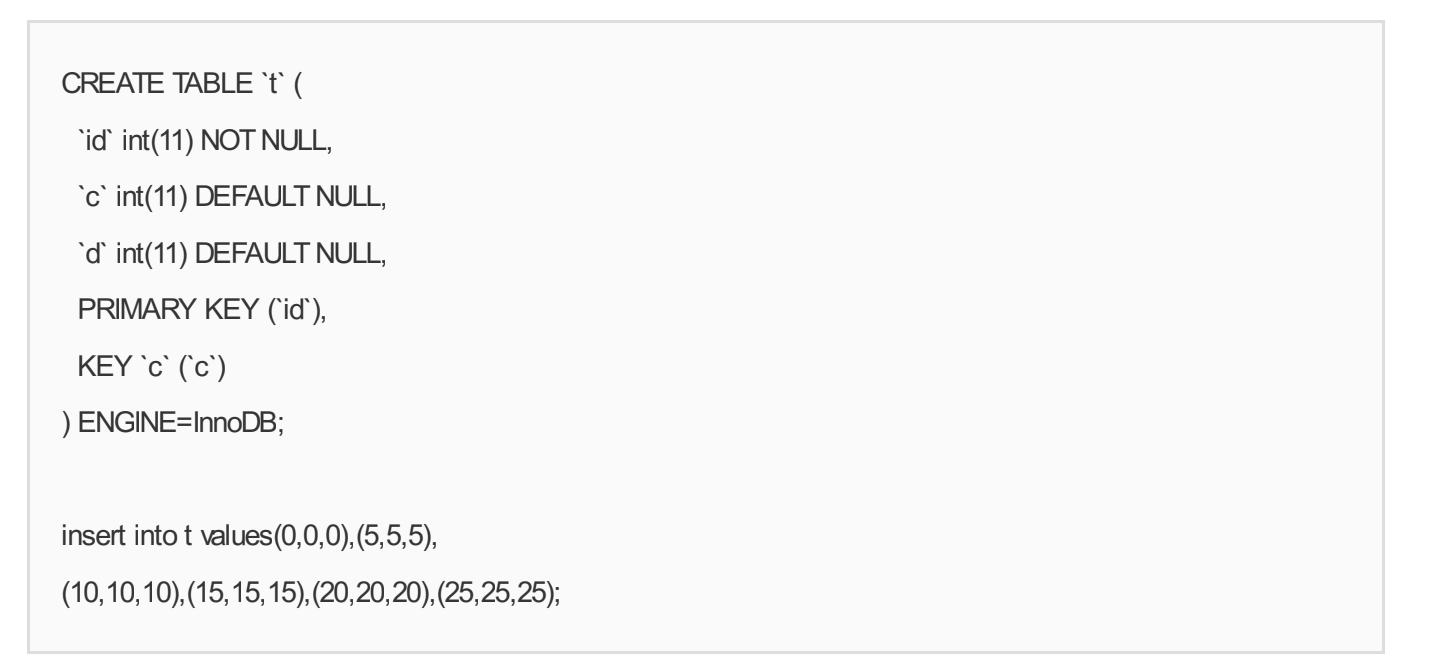 CREATE TABLE `t` (
`id` int(11) NOT NULL,
`c` int(11) DEFAULT NULL,
`d` int(11) DEFAULT NULL,
PRIMARY KEY (`id`),
KEY `c` (`c`)
) ENGINE=InnoDB;
insert into t values(0,0,0),(5,5,5),
(10,10,10),(15,15,15),(20,20,20),(25,25,25);